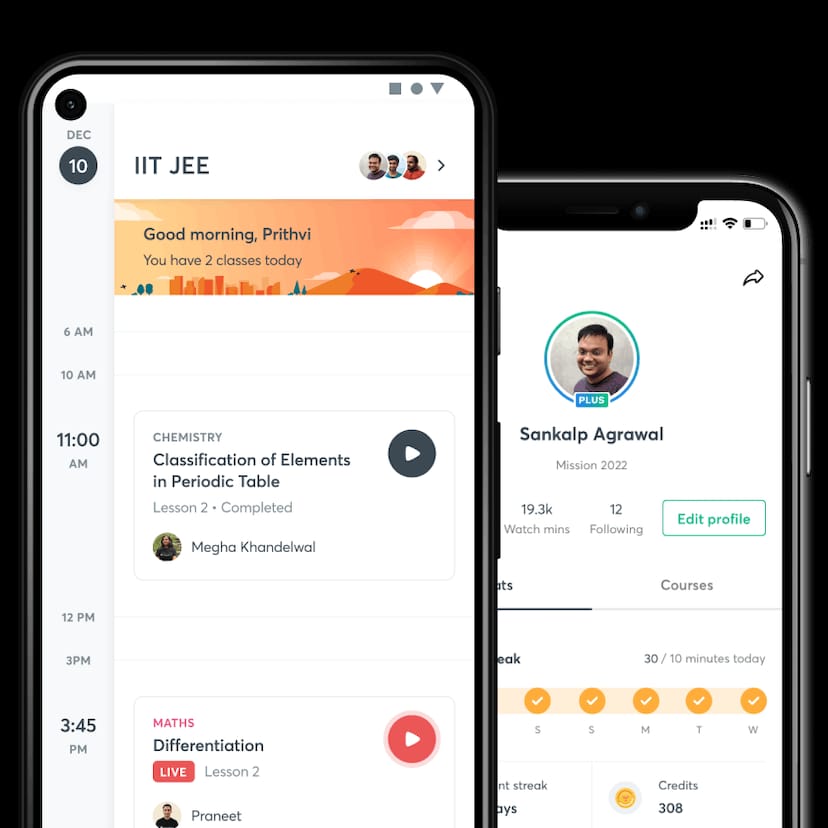 DEC
10
IIT JEE
Good morning, Prithvi
You have 2 classes today
6 AM
10 AM
11:00
AM
CHEMISTRY
Classification of Elements
in Periodic Table
Lesson 2 • Completed
Megha Khandelwal
12 PM
3PM
3:45
PM
MATHS
Differentiation
LIVE Lesson 2
Praneet
PLUS
Sankalp Agrawal
Mission 2022
19.3k
Watch mins
12
Following
Edit profile
ats
Courses
eak
30 / 10 minutes today
S S M T W
nt streak
ays
Credits
308